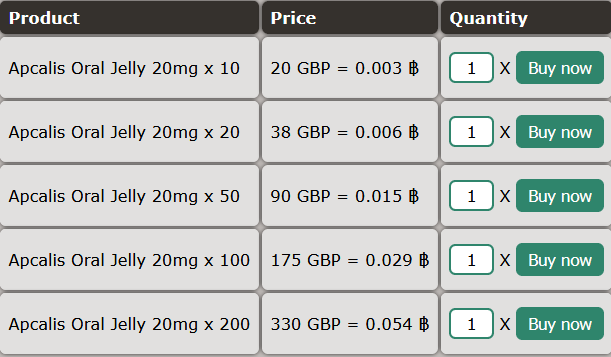 Product Price Quantity
Apcalis Oral Jelly 20mg x 10 20 GBP = 0.003 ฿ 1 X Buy now
Apcalis Oral Jelly 20mg x 20 38 GBP = 0.006 ฿ 1 X Buy now
Apcalis Oral Jelly 20mg x 50 90 GBP = 0.015 ฿ 1 X Buy now
Apcalis Oral Jelly 20mg x 100 175 GBP = 0.029 ฿ 1 X Buy now
Apcalis Oral Jelly 20mg x 200 330 GBP = 0.054 ฿ 1 X Buy now